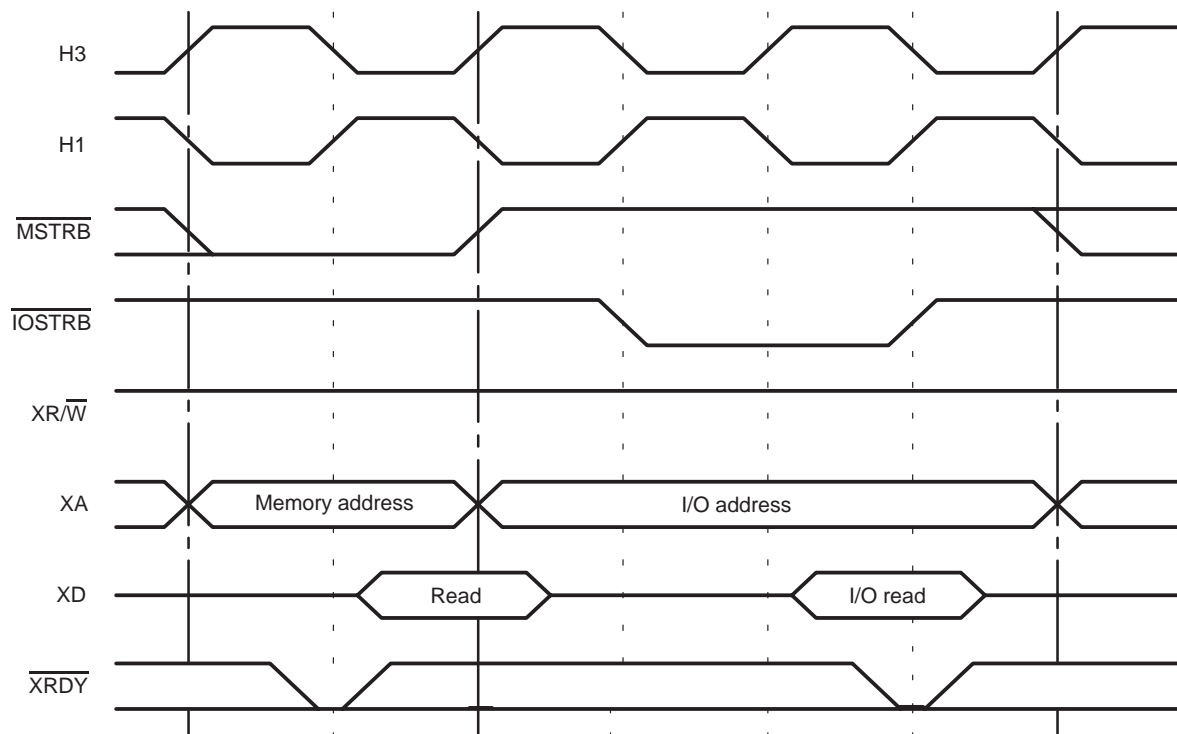 H3
H1
MSTRB
IOSTRB
XR/W
XA Memory address I/O address
XD Read I/O read
XRDY